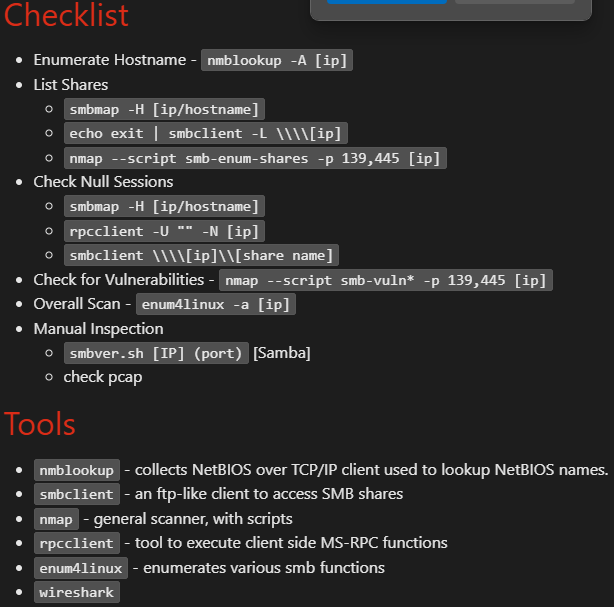 Checklist
Enumerate Hostname - nmblookup -A [ip]
List Shares
smbmap -H [ip/hostname]
echo exit | smbclient -L \\\\[ip]
nmap --script smb-enum-shares -p 139,445 [ip]
Check Null Sessions
smbmap -H [ip/hostname]
rpcclient -U "" -N [ip]
smbclient \\\\[ip]\\[share name]
Check for Vulnerabilities - nmap --script smb-vuln* -p 139,445 [ip]
Overall Scan - enum4linux -a [ip]
Manual Inspection
smbver.sh [IP] (port) [Samba]
check pcap
Tools
nmblookup - collects NetBIOS over TCP/IP client used to lookup NetBIOS names.
smbclient - an ftp-like client to access SMB shares
nmap - general scanner, with scripts
rpcclient - tool to execute client side MS-RPC functions
enum4linux - enumerates various smb functions
wireshark